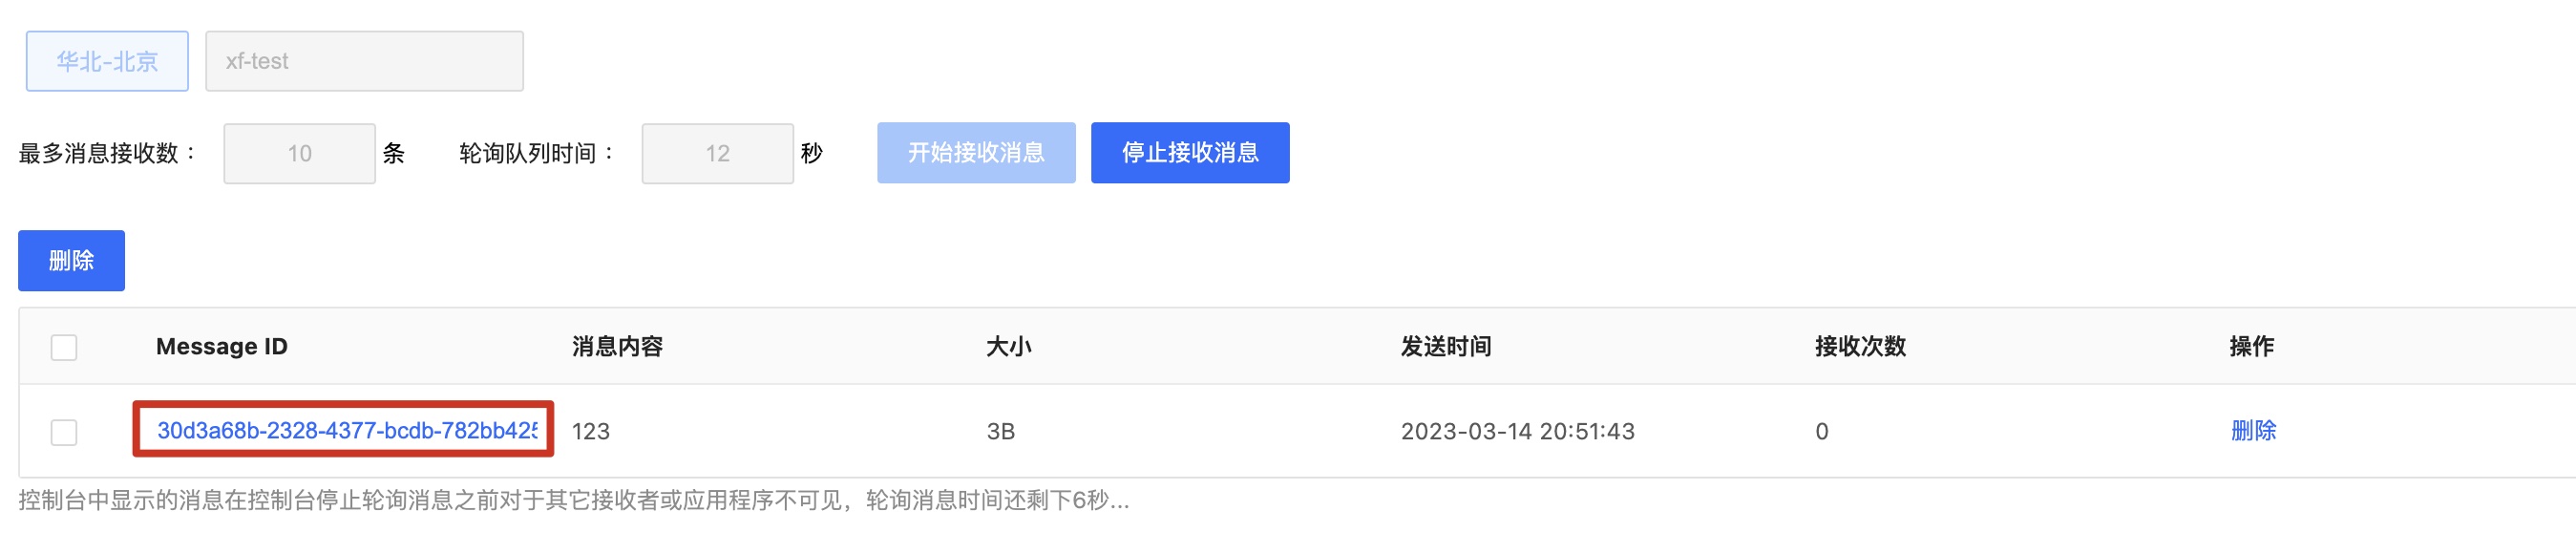 华北-北京 xf-test
最多消息接收数： 10 条 轮询队列时间： 12 秒 开始接收消息 停止接收消息
删除
Message ID 消息内容 大小 发送时间 接收次数 操作
30d3a68b-2328-4377-bcdb-782bb425 123 3B 2023-03-14 20:51:43 0 删除
控制台中显示的消息在控制台停止轮询消息之前对于其它接收者或应用程序不可见，轮询消息时间还剩下6秒...